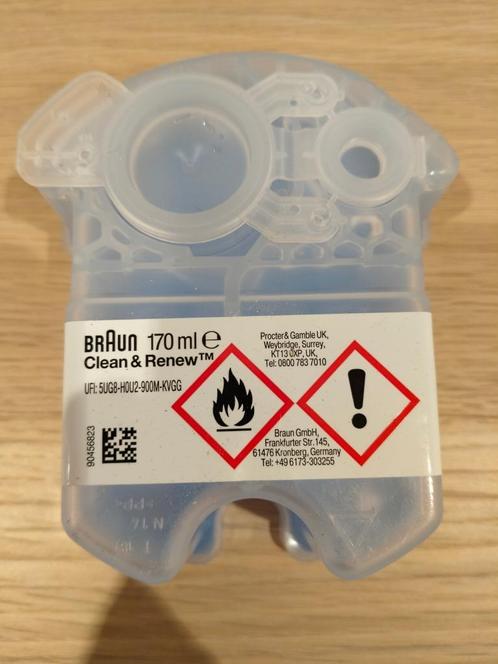 BRAUN 170 ml ℮
Clean & Renew™
UFI: 5UG8-H0U2-900M-KVGG
90456823
Procter & Gamble UK,
Weybridge, Surrey,
KT13 0XP, UK,
Tel: 0800 783 7010
Braun GmbH,
Frankfurter Str. 145,
61476 Kronberg, Germany
Tel: +49 6173-303255